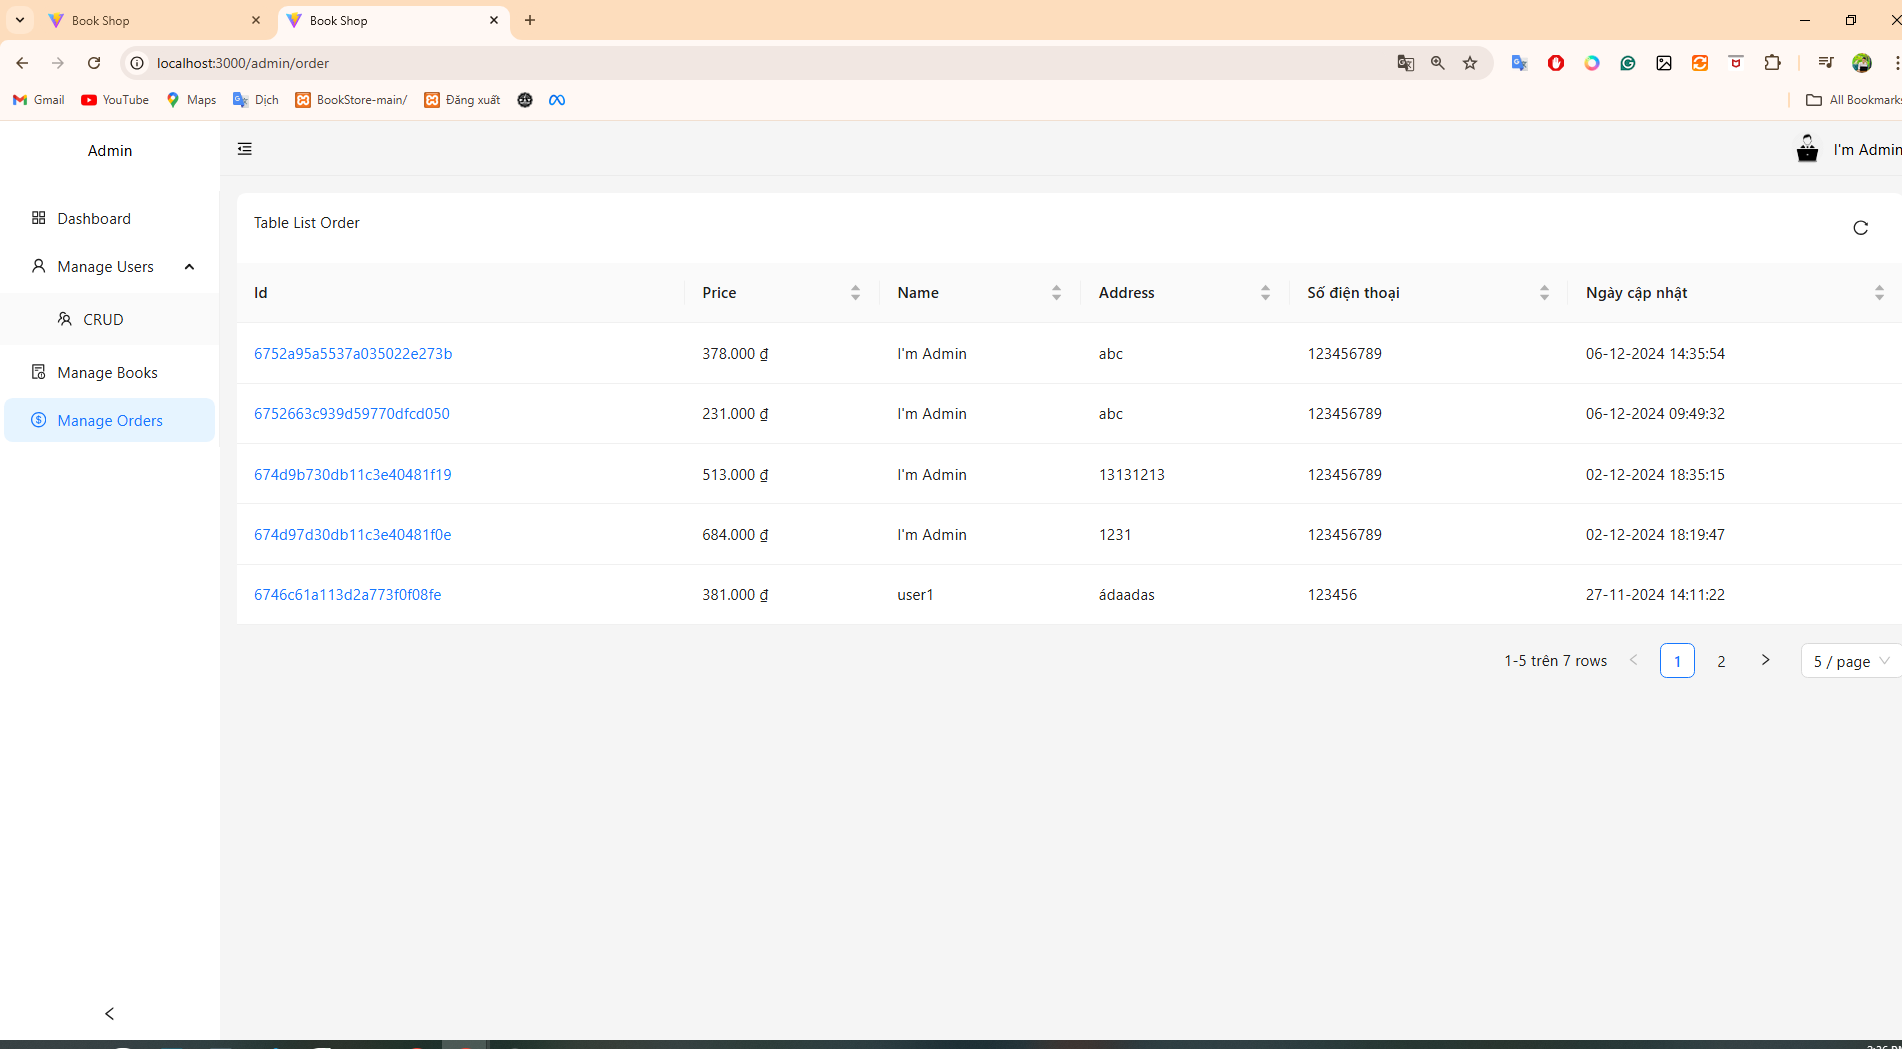 Book Shop
Book Shop
localhost:3000/admin/order
Gmail
YouTube
Maps
Dịch
BookStore-main/
Đăng xuất
All Bookmarks
Admin
I'm Admin
Dashboard
Manage Users
CRUD
Manage Books
Manage Orders
Table List Order
Id Price Name Address Số điện thoại Ngày cập nhật
6752a95a5537a035022e273b 378.000 ₫ I'm Admin abc 123456789 06-12-2024 14:35:54
6752663c939d59770dfcd050 231.000 ₫ I'm Admin abc 123456789 06-12-2024 09:49:32
674d9b730db11c3e40481f19 513.000 ₫ I'm Admin 13131213 123456789 02-12-2024 18:35:15
674d97d30db11c3e40481f0e 684.000 ₫ I'm Admin 1231 123456789 02-12-2024 18:19:47
6746c61a113d2a773f0f08fe 381.000 ₫ user1 ádaadas 123456 27-11-2024 14:11:22
1-5 trên 7 rows 1 2 5 / page